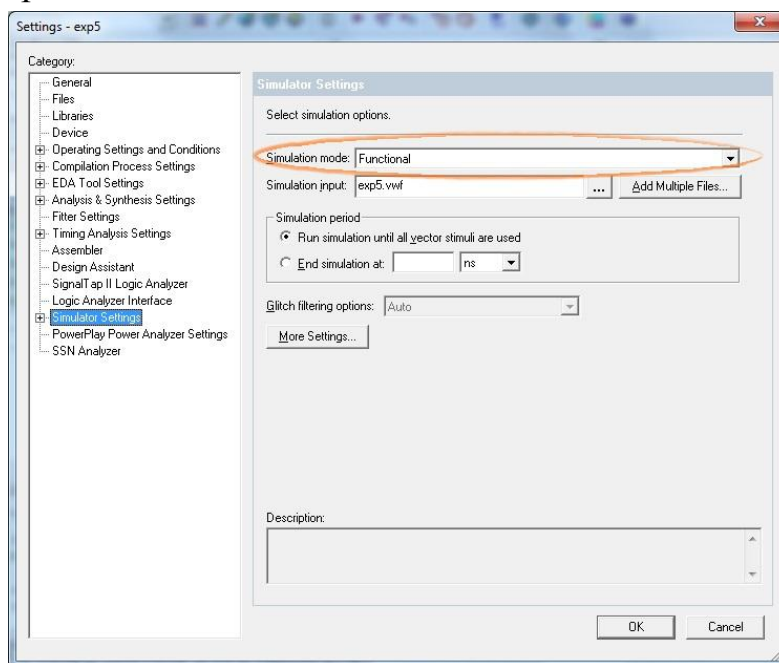 Settings - exp5
Category:
General
Files
Libraries
Device
Operating Settings and Conditions
Compilation Process Settings
EDA Tool Settings
Analysis & Synthesis Settings
Fitter Settings
Timing Analysis Settings
Assembler
Design Assistant
SignalTap II Logic Analyzer
Logic Analyzer Interface
Simulator Settings
PowerPlay Power Analyzer Settings
SSN Analyzer
Simulator Settings
Select simulation options.
Simulation mode: Functional
Simulation input: exp5.vwf ... Add Multiple Files...
Simulation period
Run simulation until all vector stimuli are used
End simulation at: ns
Glitch filtering options: Auto
More Settings...
Description:
OK Cancel